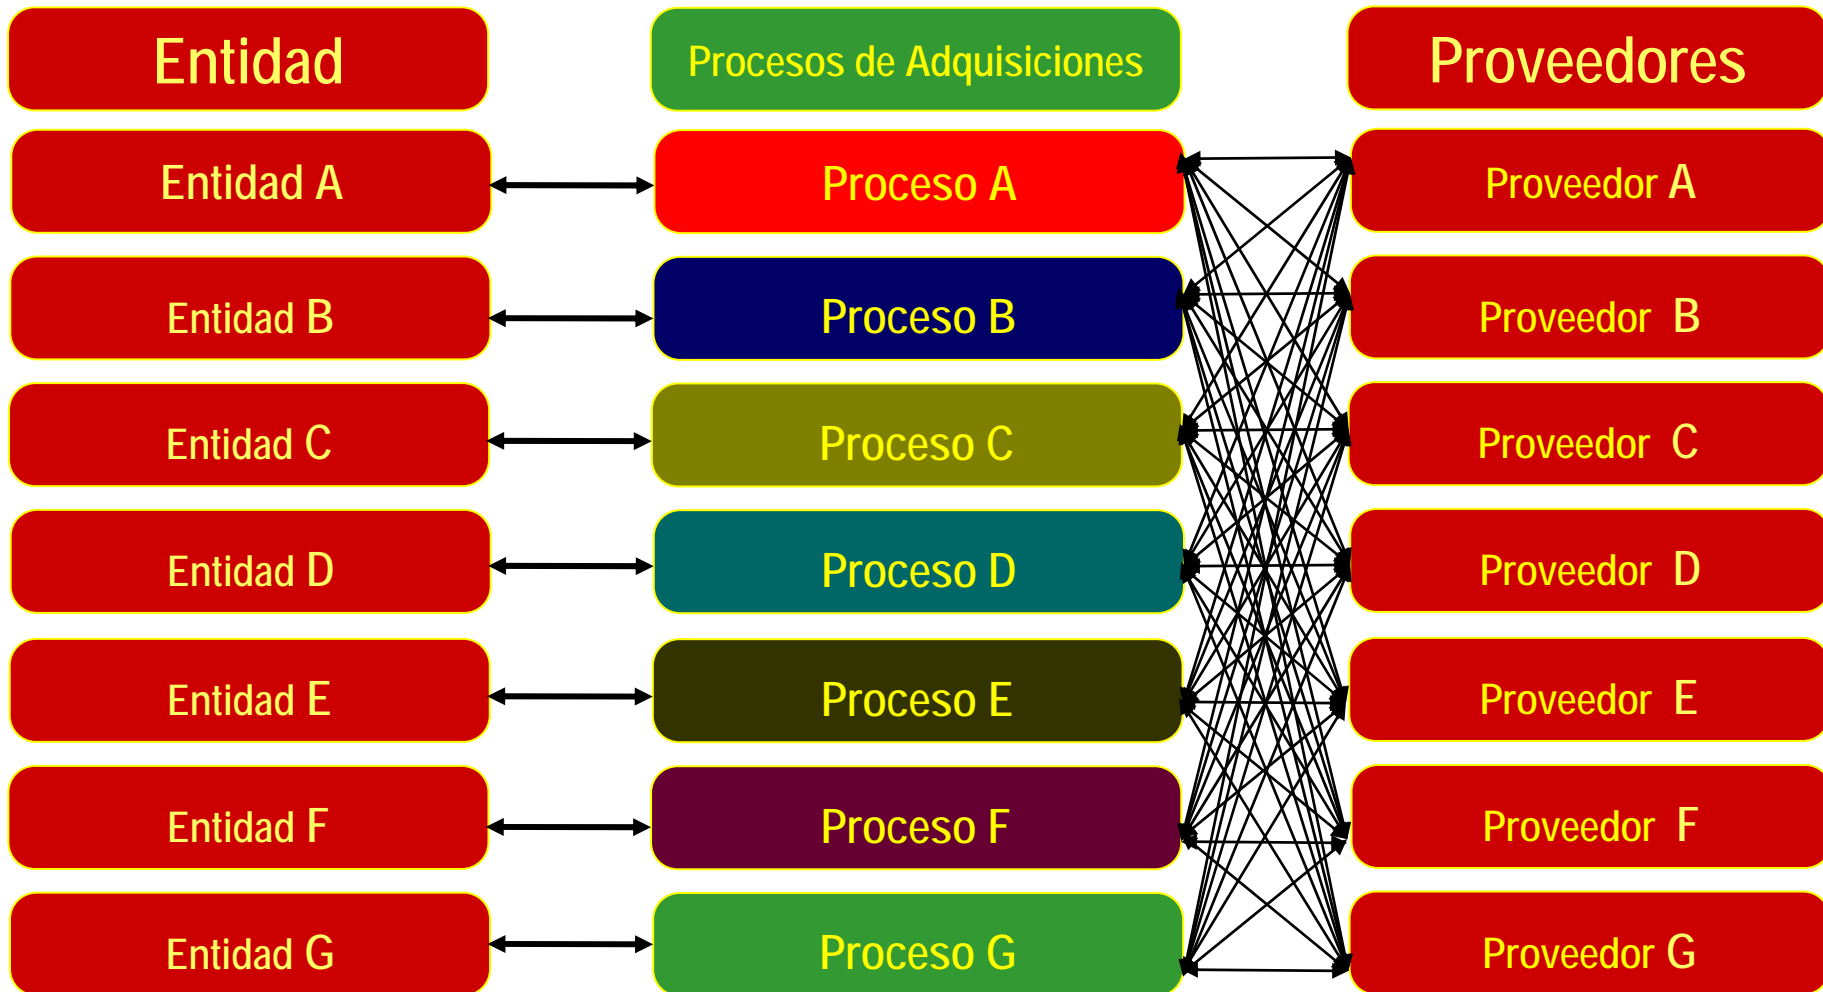 Entidad
Procesos de Adquisiciones
Proveedores
Entidad A
Proceso A
Proveedor A
Entidad B
Proceso B
Proveedor B
Entidad C
Proceso C
Proveedor C
Entidad D
Proceso D
Proveedor D
Entidad E
Proceso E
Proveedor E
Entidad F
Proceso F
Proveedor F
Entidad G
Proceso G
Proveedor G